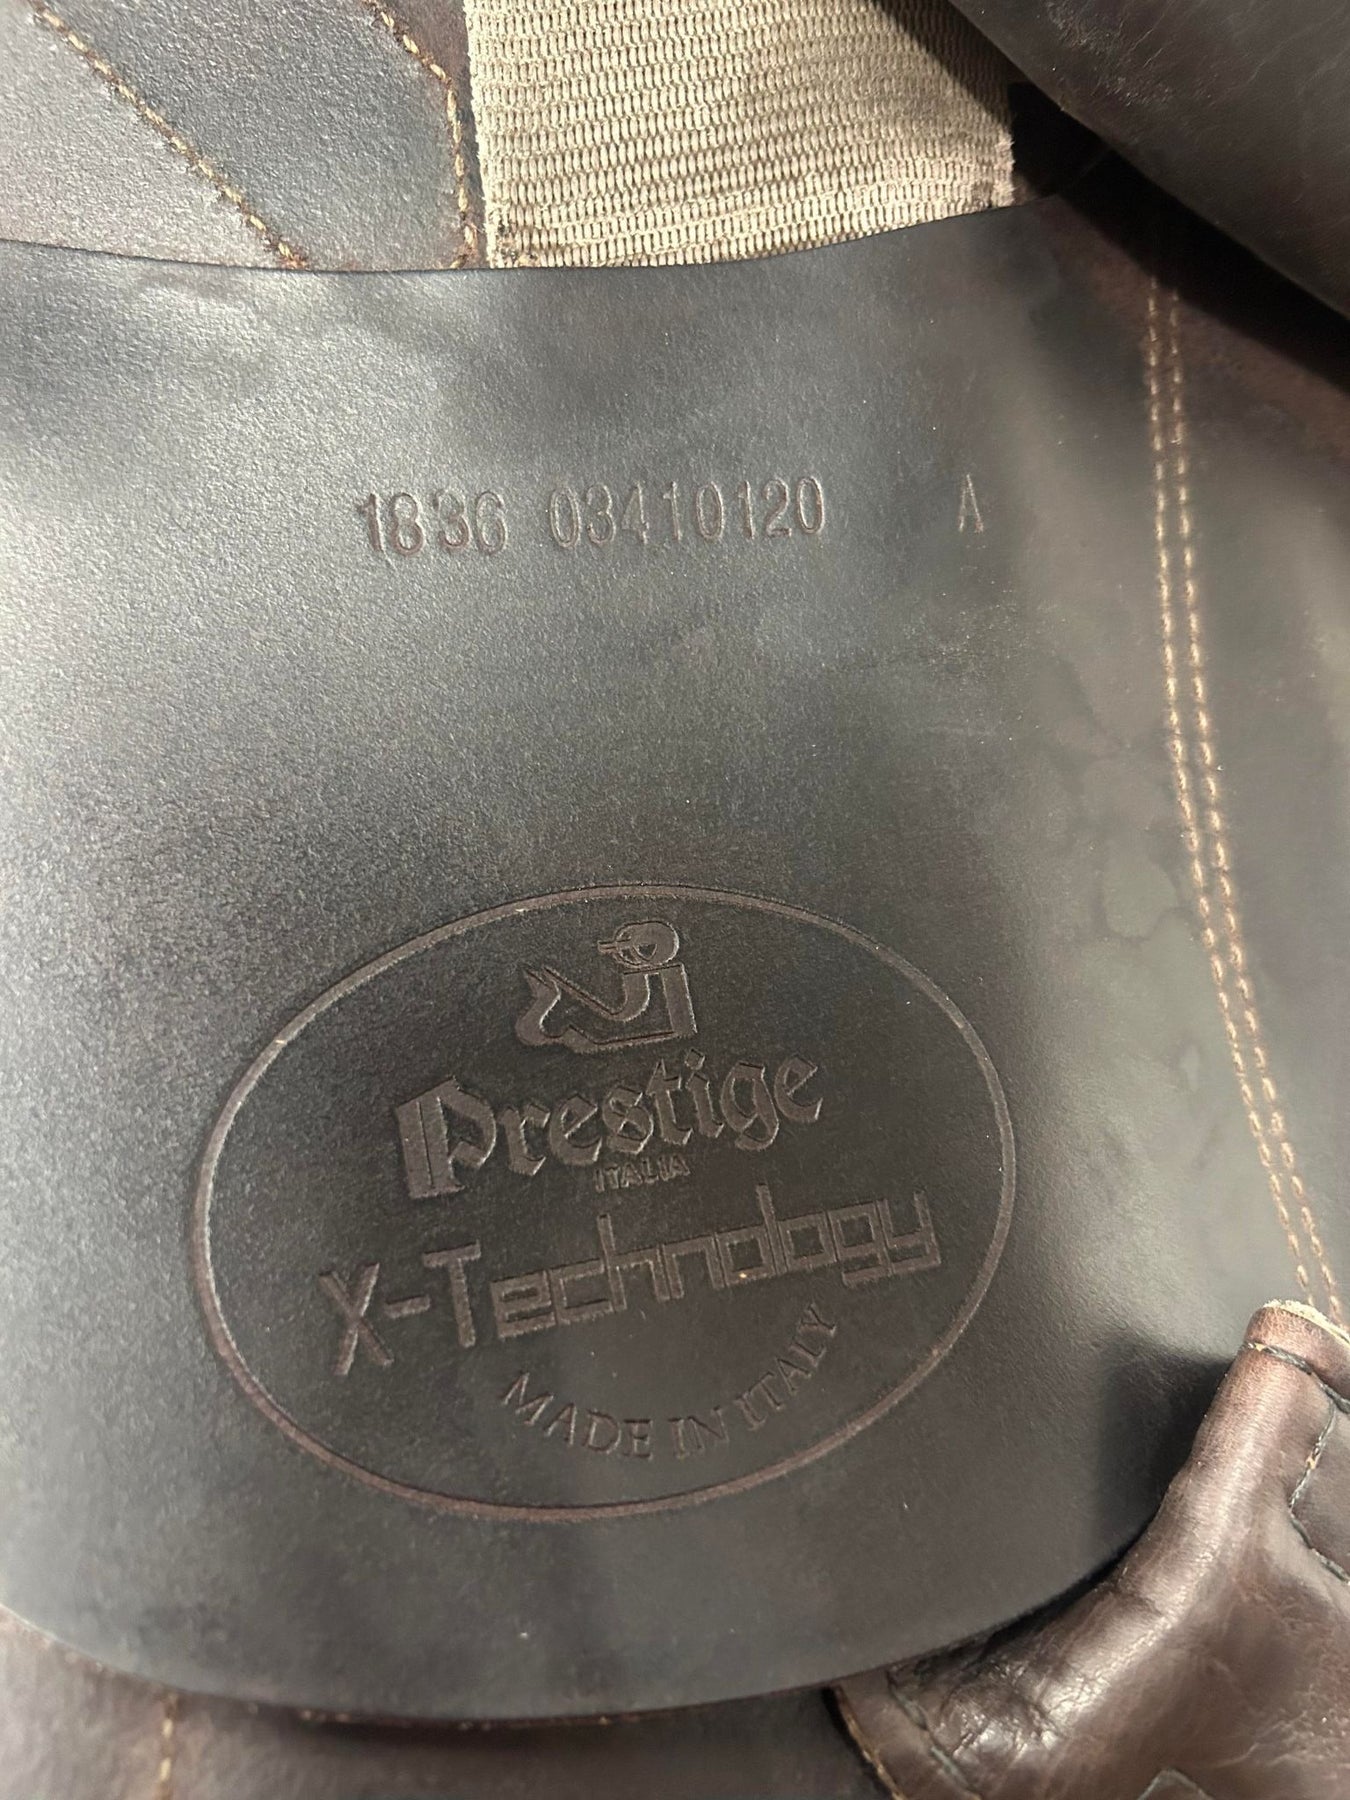 1836 03410120 A
Prestige
ITALIA
X-Technology
MADE IN ITALY